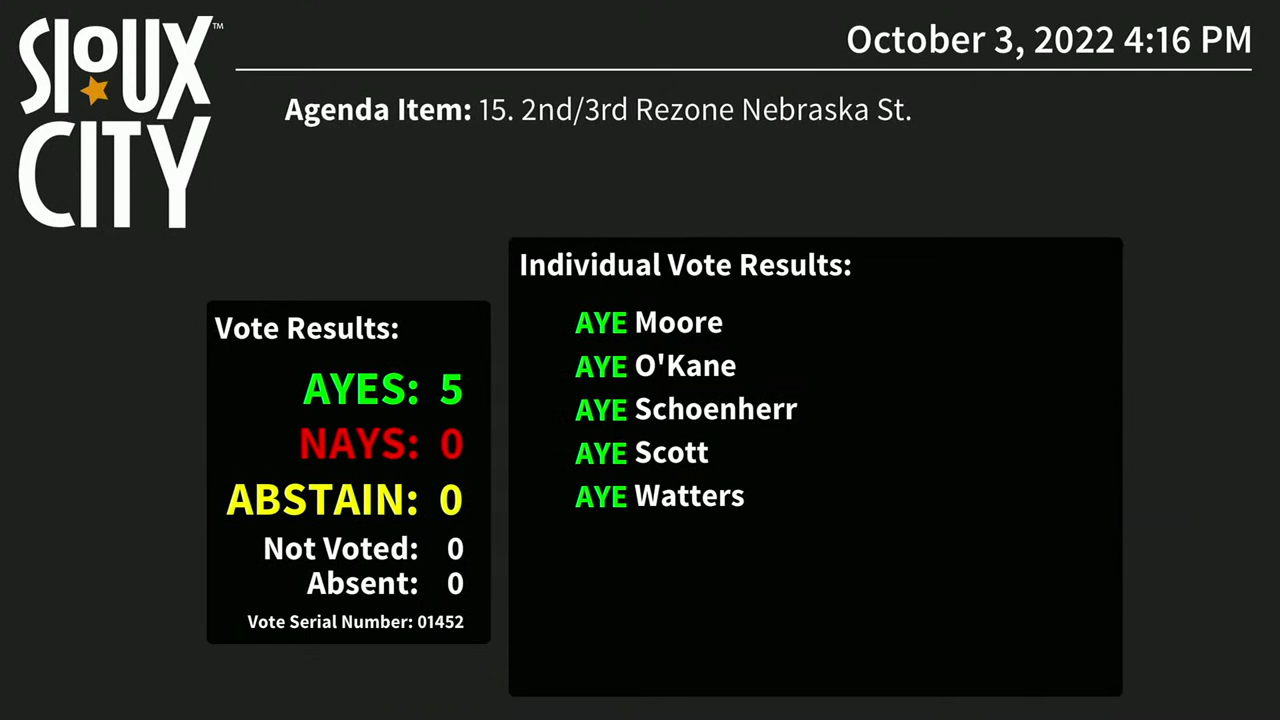 SIOUX
CITY
™
October 3, 2022 4:16 PM
Agenda Item: 15. 2nd/3rd Rezone Nebraska St.
Vote Results:
AYES: 5
NAYS: 0
ABSTAIN: 0
Not Voted: 0
Absent: 0
Vote Serial Number: 01452
Individual Vote Results:
AYE Moore
AYE O'Kane
AYE Schoenherr
AYE Scott
AYE Watters